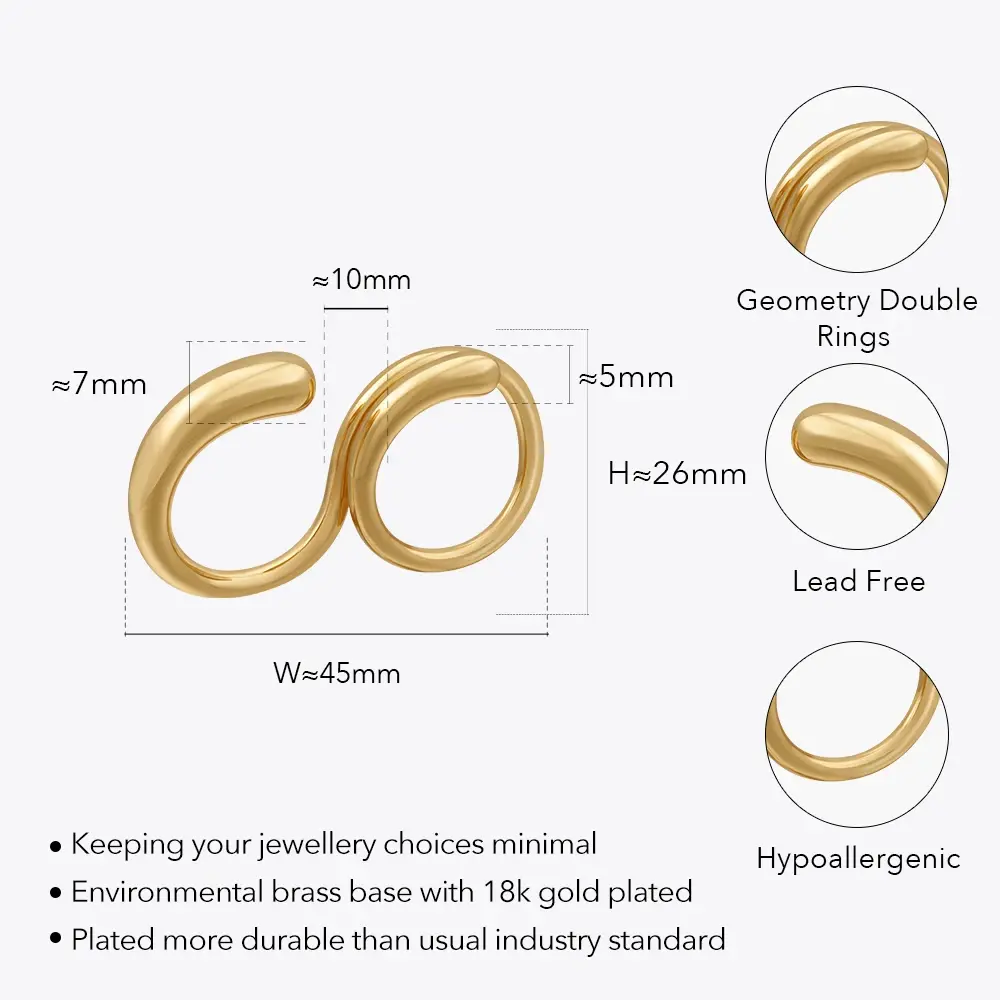 ≈10mm
≈7mm
≈5mm
H≈26mm
W≈45mm
Geometry Double
Rings
Lead Free
Hypoallergenic
• Keeping your jewellery choices minimal
• Environmental brass base with 18k gold plated
• Plated more durable than usual industry standard